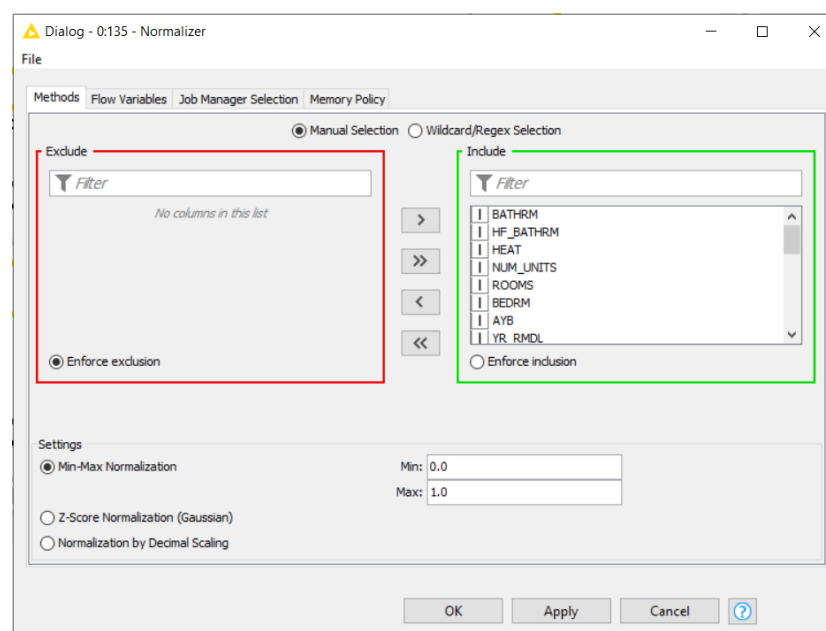 Dialog - 0:135 - Normalizer
File
Methods Flow Variables Job Manager Selection Memory Policy
Manual Selection Wildcard/Regex Selection
Exclude
Include
Filter
Filter
No columns in this list
>
>>
<
<<
I BATHRM
I HF_BATHRM
I HEAT
I NUM_UNITS
I ROOMS
I BEDRM
I AYB
I YR_RMDL
Enforce exclusion
Enforce inclusion
Settings
Min-Max Normalization
Min: 0.0
Max: 1.0
Z-Score Normalization (Gaussian)
Normalization by Decimal Scaling
OK Apply Cancel ?